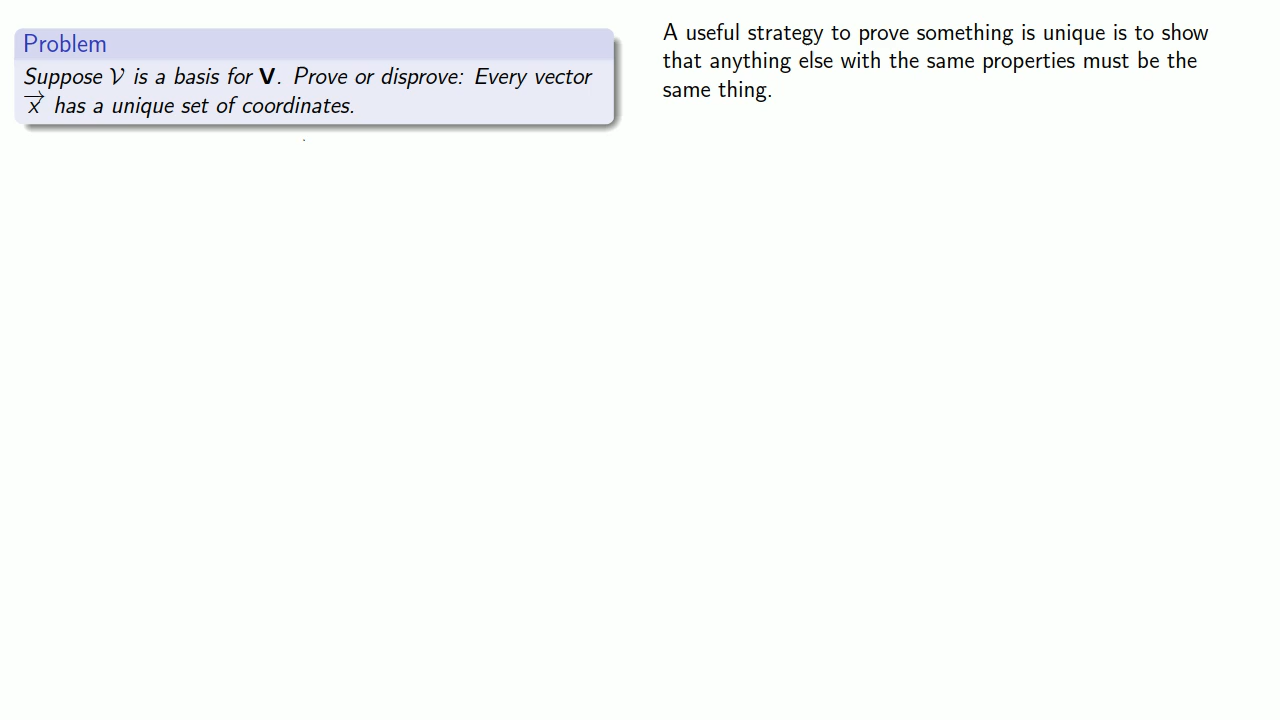 Problem
Suppose 𝒱 is a basis for 𝐕. Prove or disprove: Every vector
x⃗ has a unique set of coordinates.
A useful strategy to prove something is unique is to show
that anything else with the same properties must be the
same thing.